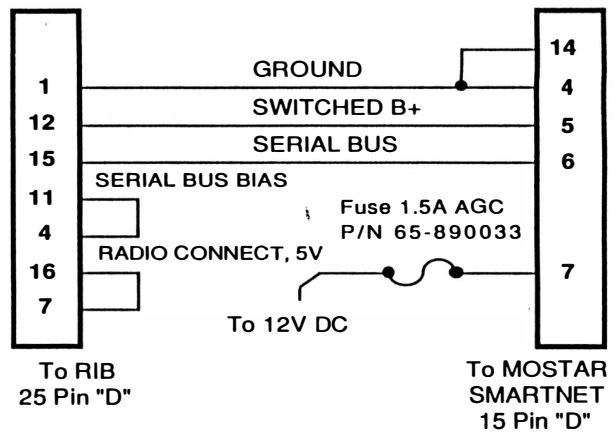 14
GROUND
1
4
SWITCHED B+
12
5
SERIAL BUS
15
6
SERIAL BUS BIAS
11
Fuse 1.5A AGC
P/N 65-890033
4
RADIO CONNECT, 5V
16
7
7
To 12V DC
To RIB
25 Pin "D"
To MOSTAR
SMARTNET
15 Pin "D"